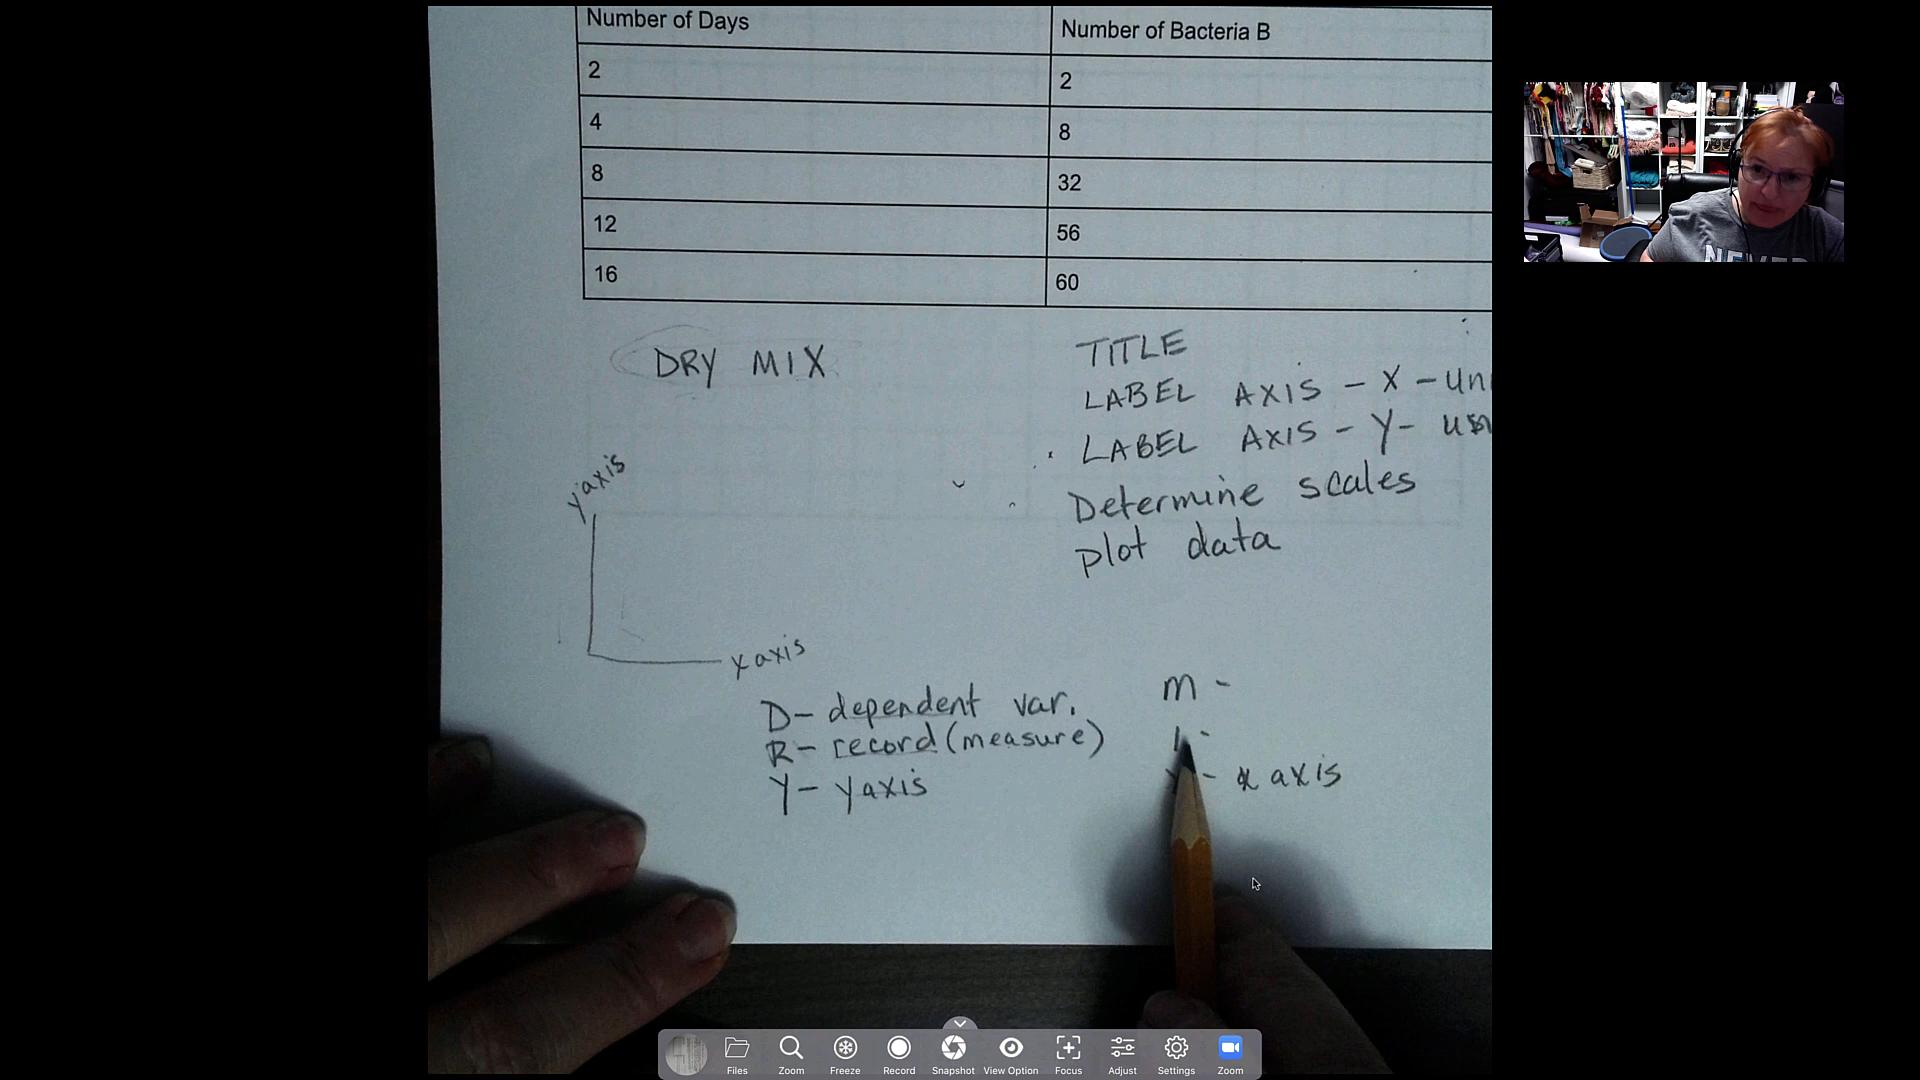 Number of Days Number of Bacteria B
2 2
4 8
8 32
12 56
16 60
DRY MIX
TITLE
LABEL AXIS - X - un
LABEL AXIS - Y -
Determine scales
plot data
y axis
x axis
D- dependent var.
R- record (measure)
Y- y axis
M -
I -
- x axis
Files Zoom Freeze Record Snapshot View Option Focus Adjust Settings Zoom